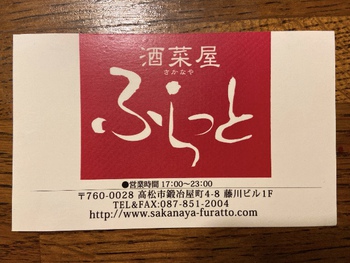 酒菜屋
さかなや
ふらっと
●営業時間 17:00〜23:00
〒760-0028 高松市鍛冶屋町4-8 藤川ビル1F
TEL&FAX:087-851-2004
http://www.sakanaya-furatto.com